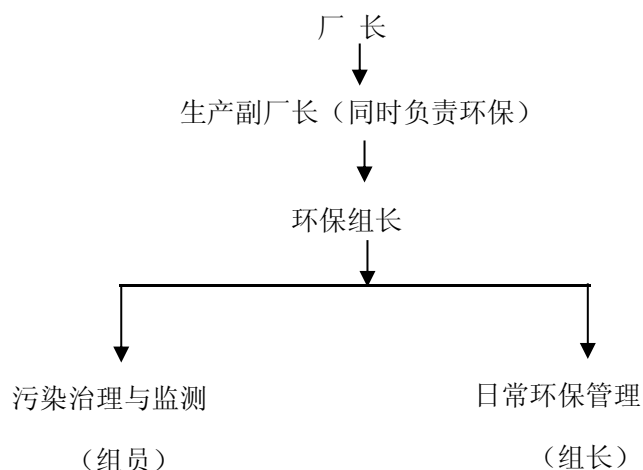 厂 长
生产副厂长（同时负责环保）
环保组长
污染治理与监测
日常环保管理
（组员）
（组长）